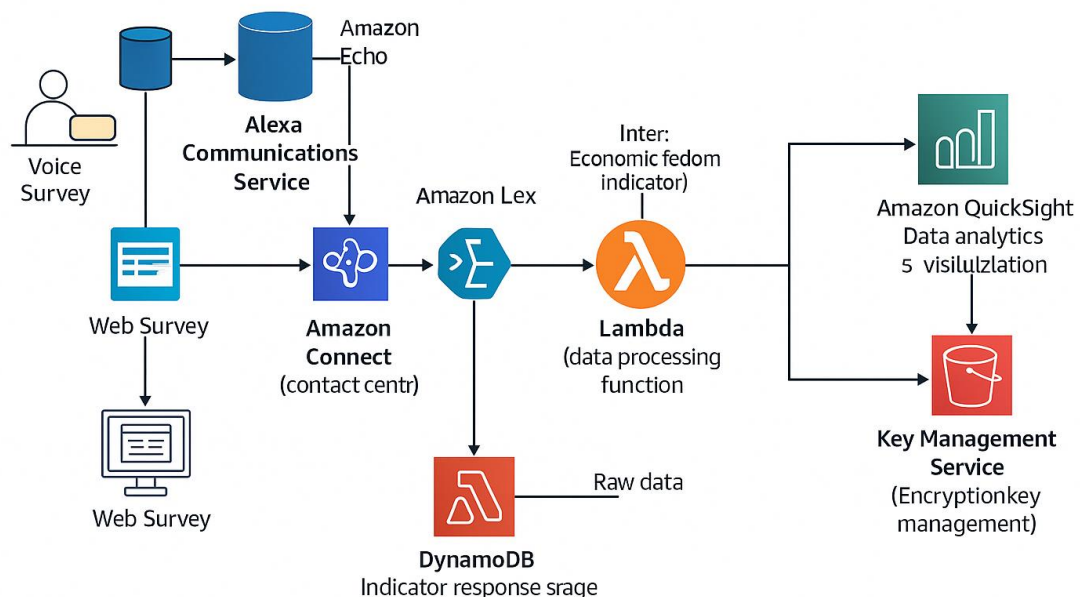 Amazon
Echo
Alexa
Communications
Service
Voice
Survey
Inter:
Economic fedom
indicator)
Amazon Lex
Amazon QuickSight
Data analytics
5 visilulzlation
Web Survey
Amazon
Connect
(contact centr)
Lambda
(data processing
function
Key Management
Service
(Encryptionkey
management)
Web Survey
Raw data
DynamoDB
Indicator response srage